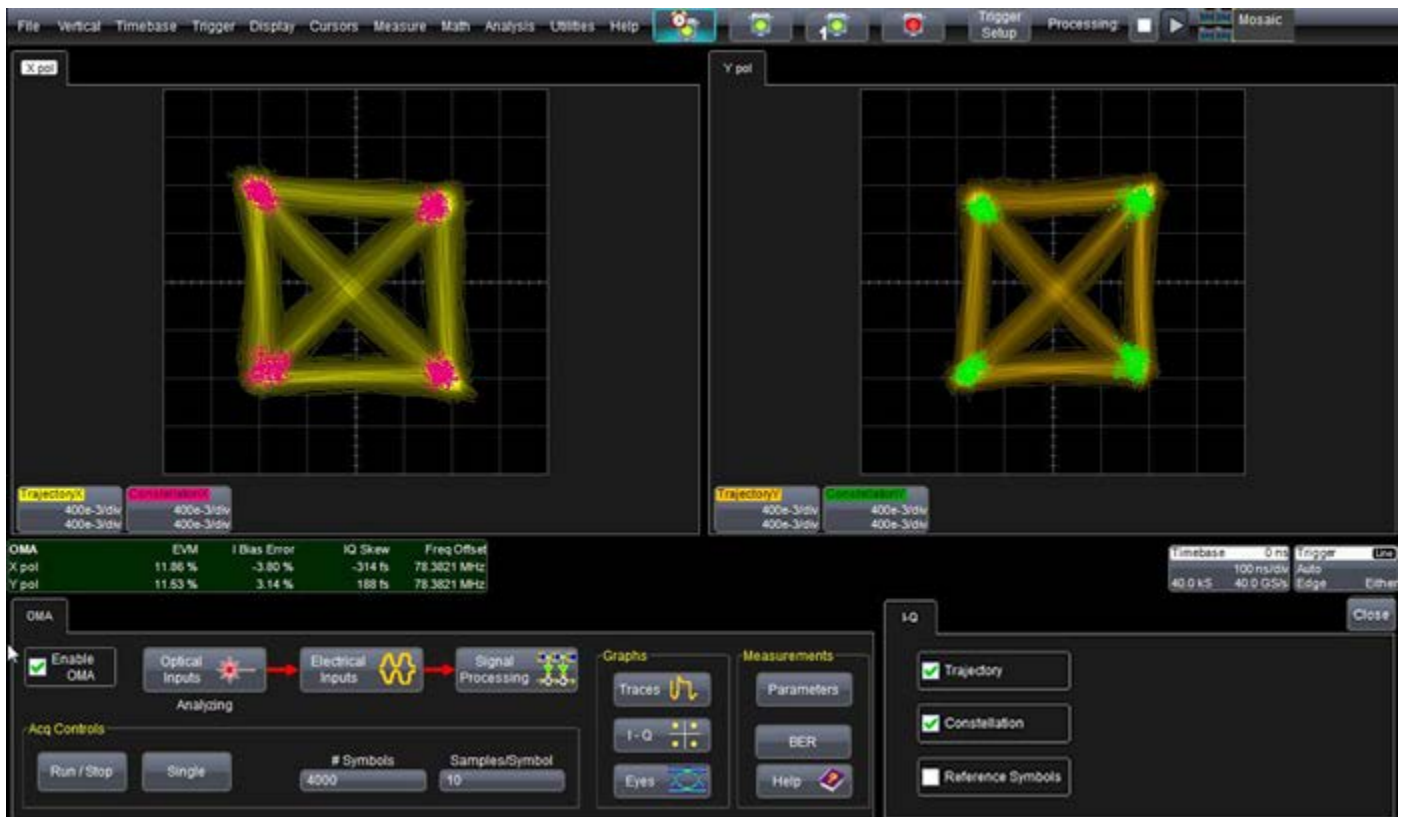 File Vertical Timebase Trigger Display Cursors Measure Math Analysis Utilities Help 1 Trigger Setup Processing: Mosaic
X pol
Y pol
TrajectoryX ConstellationX
400e-3/div 400e-3/div
400e-3/div 400e-3/div
TrajectoryY ConstellationY
400e-3/div 400e-3/div
400e-3/div 400e-3/div
OMA EVM I Bias Error IQ Skew Freq Offset
X pol 11.86 % -3.80 % -314 fs 78.3821 MHz
Y pol 11.53 % 3.14 % 188 fs 78.3821 MHz
Timebase 0 ns Trigger Line
100 ns/div Auto
40.0 kS 40.0 GS/s Edge Either
OMA
Enable OMA
Optical Inputs
Electrical Inputs
Signal Processing
Analyzing
Acq Controls
Run / Stop
Single
# Symbols
4000
Samples/Symbol
10
Graphs
Traces
I - Q
Eyes
Measurements
Parameters
BER
Help
I-Q
Close
Trajectory
Constellation
Reference Symbols